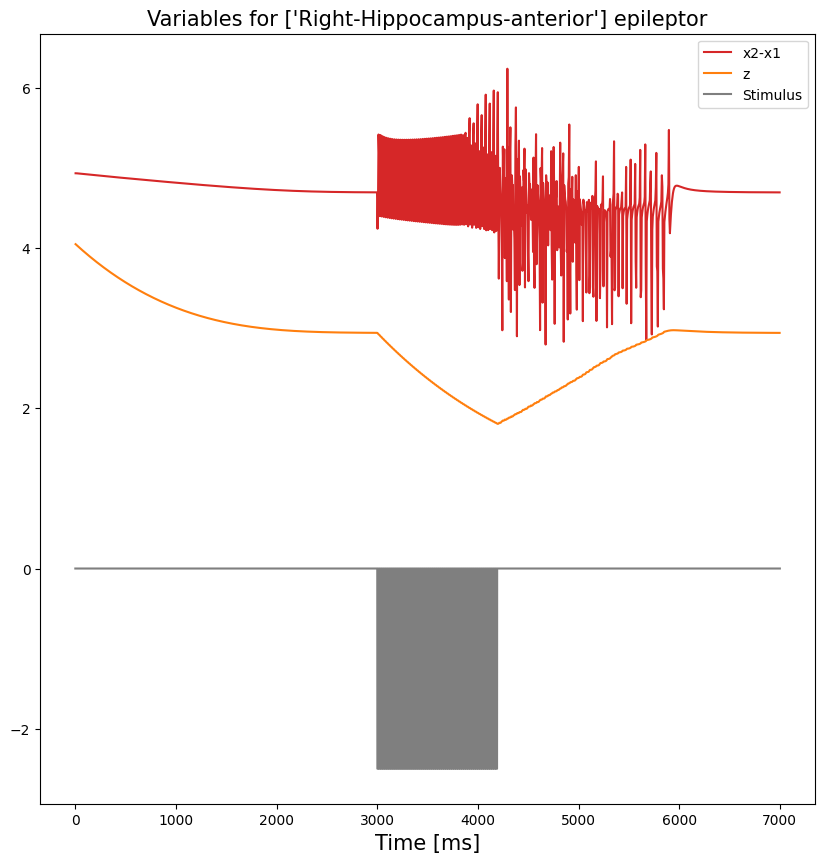 Variables for ['Right-Hippocampus-anterior'] epileptor
x2-x1
z
Stimulus
6
4
2
0
−2
0 1000 2000 3000 4000 5000 6000 7000
Time [ms]